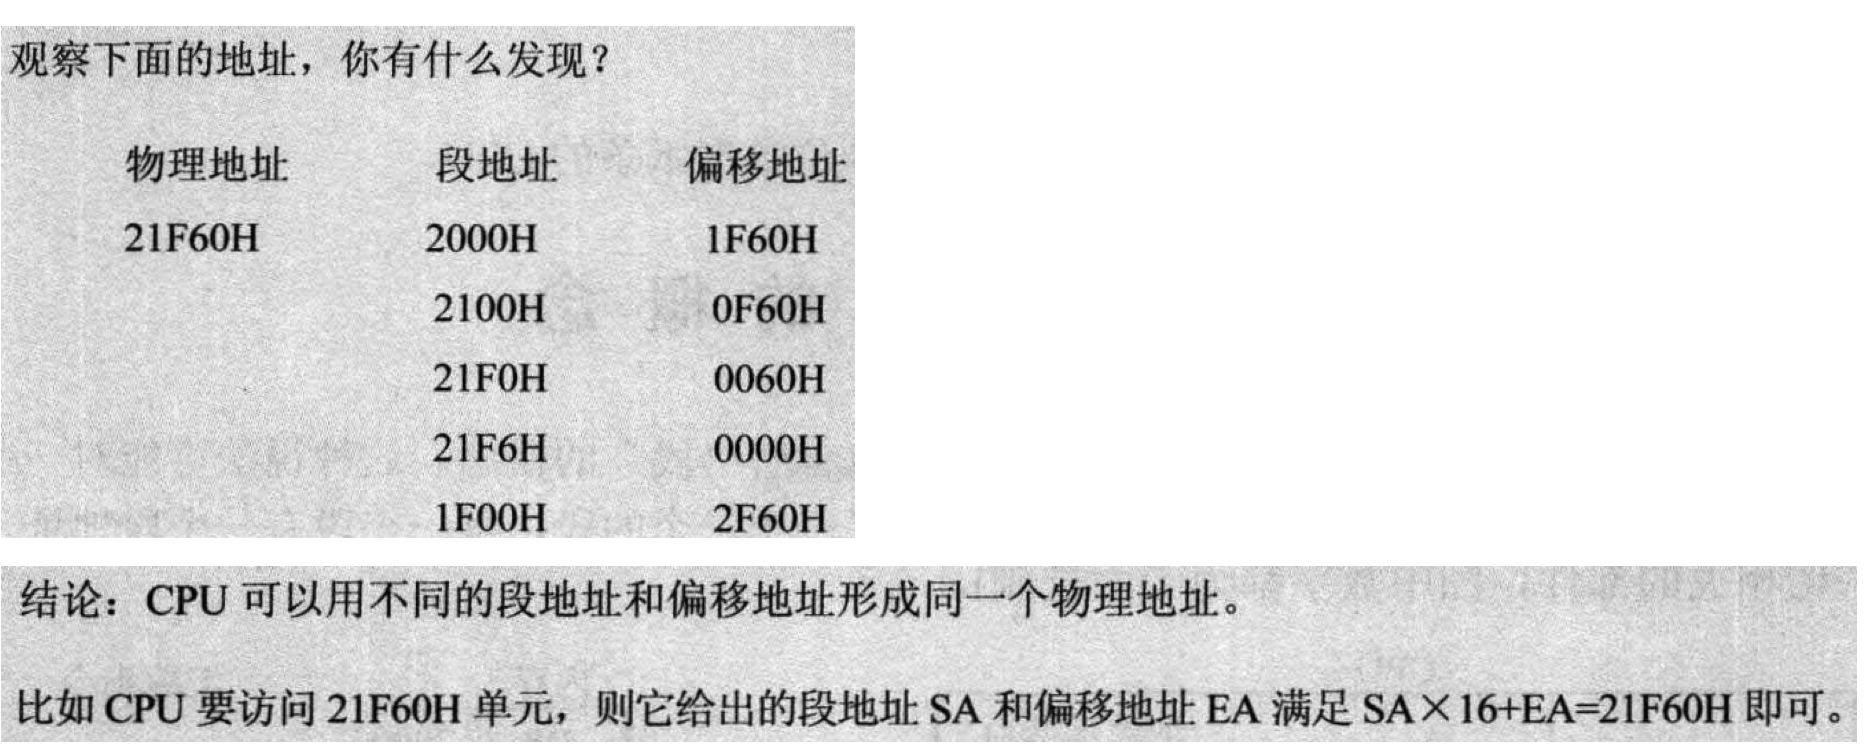 观察下面的地址，你有什么发现？
物理地址 段地址 偏移地址
21F60H 2000H 1F60H
2100H 0F60H
21F0H 0060H
21F6H 0000H
1F00H 2F60H
结论：CPU 可以用不同的段地址和偏移地址形成同一个物理地址。
比如 CPU 要访问 21F60H 单元，则它给出的段地址 SA 和偏移地址 EA 满足 SA×16+EA=21F60H 即可。